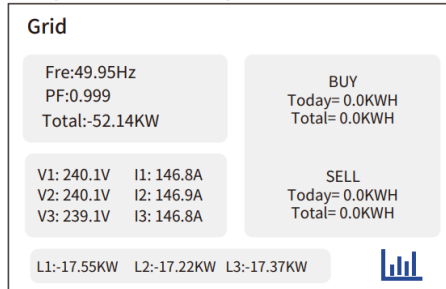 Grid
Fre:49.95Hz
PF:0.999
Total:-52.14KW
BUY
Today= 0.0KWH
Total= 0.0KWH
V1: 240.1V I1: 146.8A
V2: 240.1V I2: 146.9A
V3: 239.1V I3: 146.8A
SELL
Today= 0.0KWH
Total= 0.0KWH
L1:-17.55KW L2:-17.22KW L3:-17.37KW